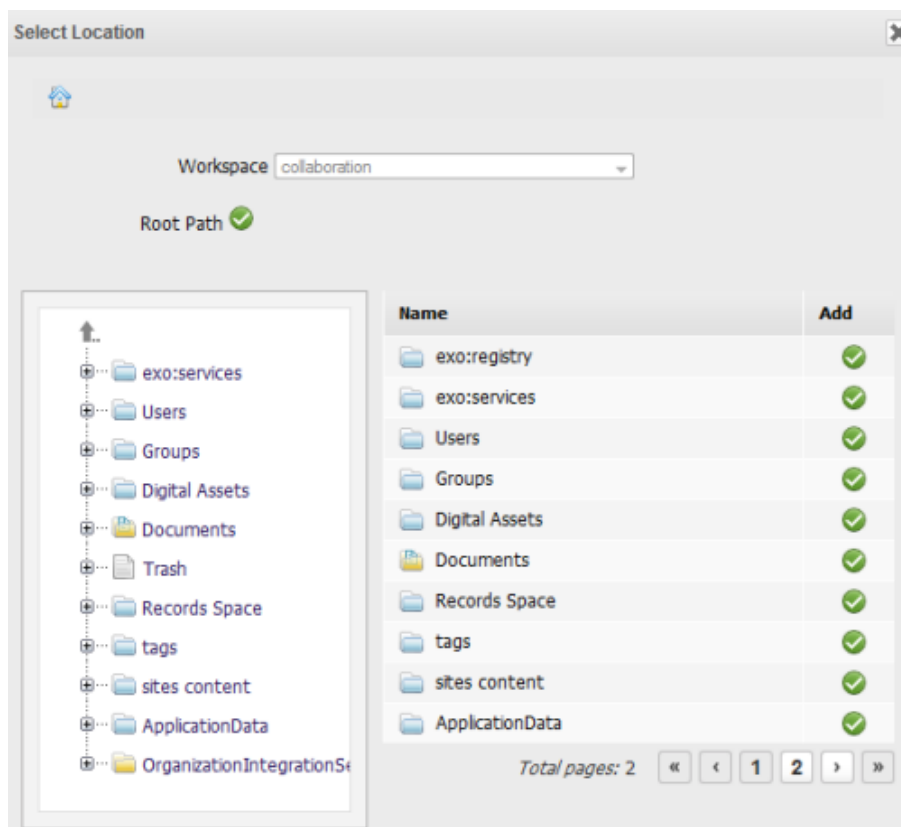 Select Location
Workspace collaboration
Root Path
..
exo:services
Users
Groups
Digital Assets
Documents
Trash
Records Space
tags
sites content
ApplicationData
OrganizationIntegrationSe
Name Add
exo:registry
exo:services
Users
Groups
Digital Assets
Documents
Records Space
tags
sites content
ApplicationData
Total pages: 2 « ‹ 1 2 › »